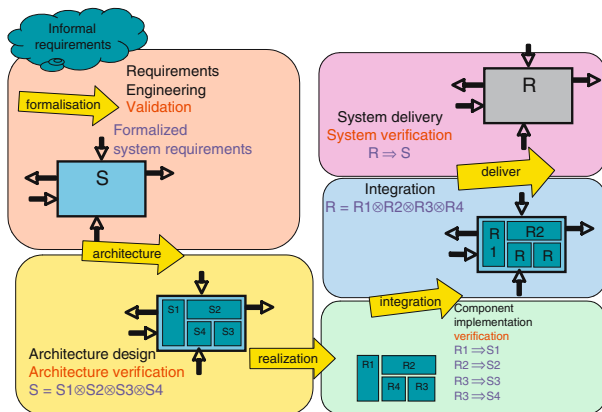 Informal
requirements
Requirements
Engineering
Validation
formalisation
Formalized
system requirements
S
architecture
S1
S2
S4
S3
Architecture design
Architecture verification
S = S1⊗S2⊗S3⊗S4
realization
R
System delivery
System verification
R ⇒ S
deliver
Integration
R = R1⊗R2⊗R3⊗R4
R
1
R2
R
R
integration
Component
implementation
verification
R1⇒S1
R2⇒S2
R3⇒S3
R3⇒S4
R1
R2
R4
R3